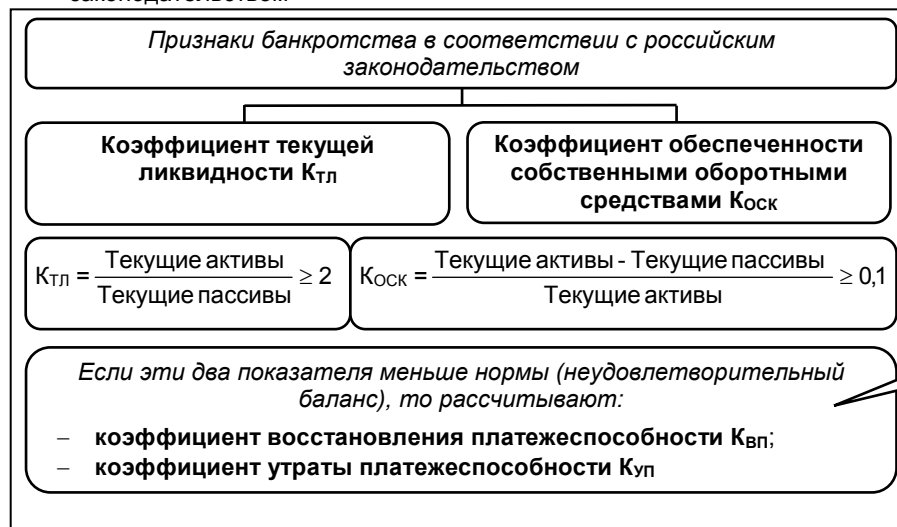 законодательством.
Признаки банкротства в соответствии с российским
законодательством
Коэффициент текущей
ликвидности КТЛ
Коэффициент обеспеченности
собственными оборотными
средствами КОСК
КТЛ = Текущие активы / Текущие пассивы ≥ 2
КОСК = Текущие активы - Текущие пассивы / Текущие активы ≥ 0,1
Если эти два показателя меньше нормы (неудовлетворительный
баланс), то рассчитывают:
– коэффициент восстановления платежеспособности КВП;
– коэффициент утраты платежеспособности КУП